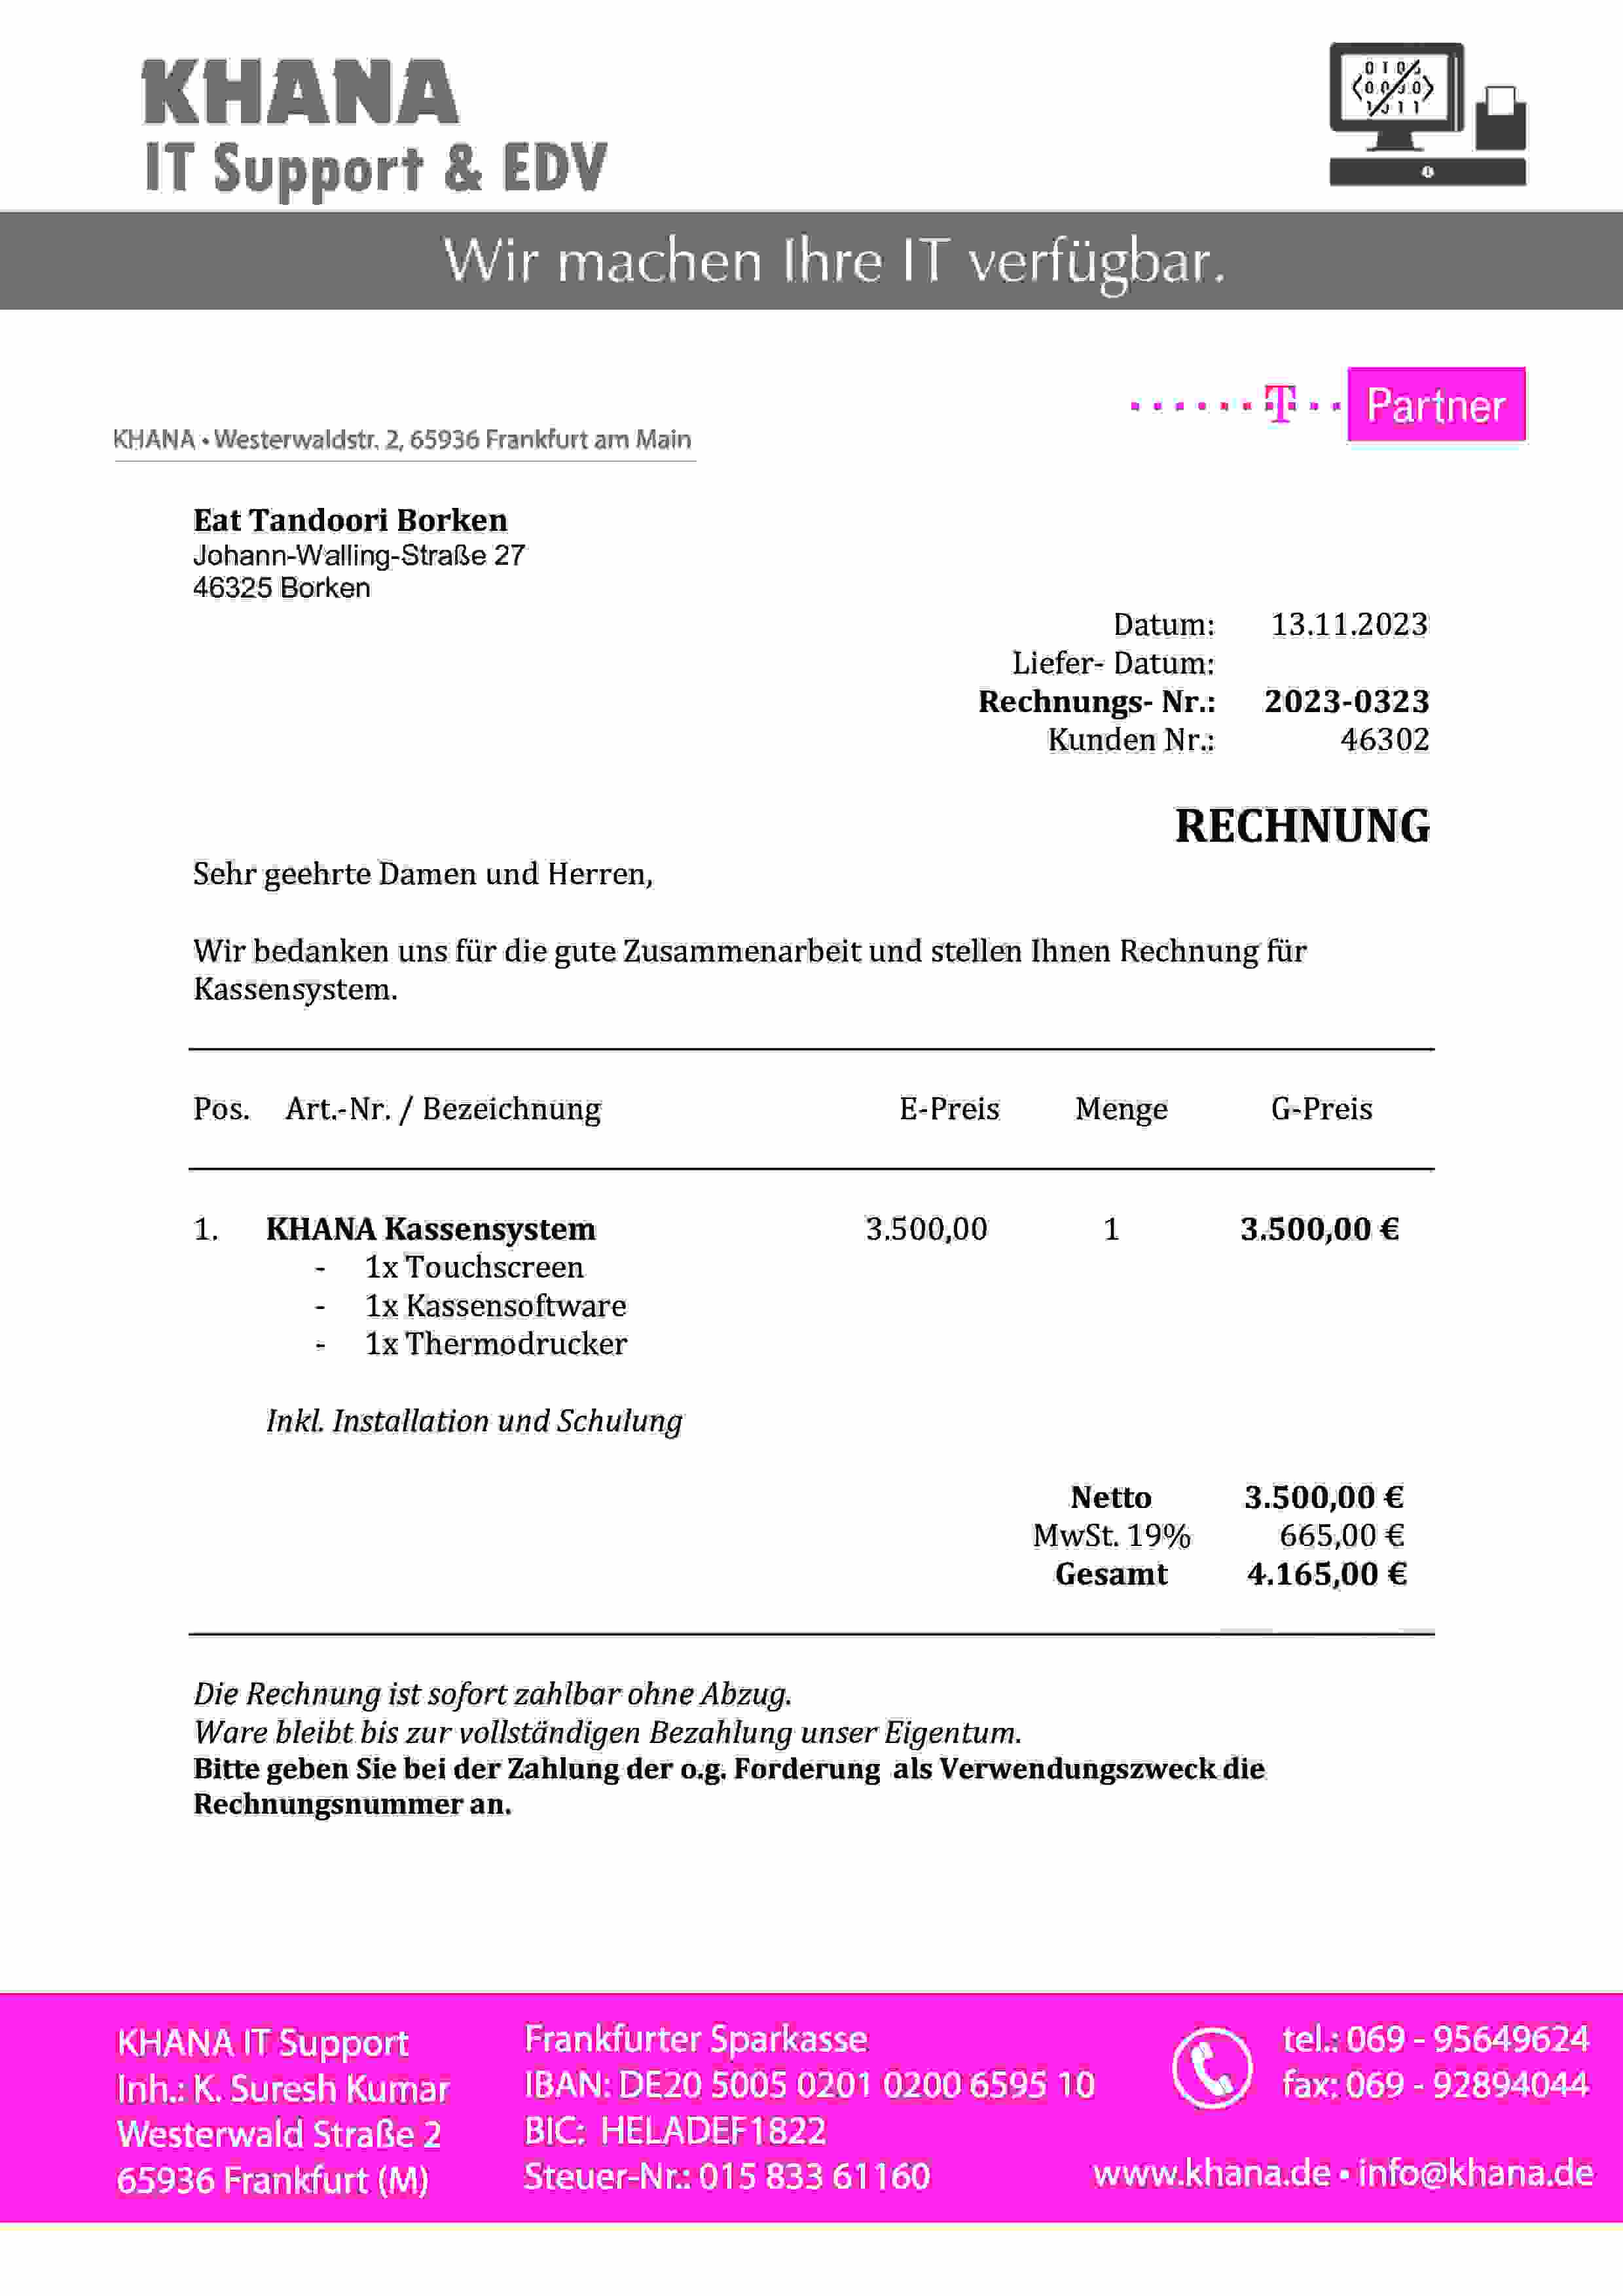 KHANA
IT Support & EDV
Wir machen Ihre IT verfügbar.
T Partner
KHANA • Westerwaldstr. 2, 65936 Frankfurt am Main
Eat Tandoori Borken
Johann-Walling-Straße 27
46325 Borken
Datum: 13.11.2023
Liefer- Datum:
Rechnungs- Nr.: 2023-0323
Kunden Nr.: 46302
RECHNUNG
Sehr geehrte Damen und Herren,
Wir bedanken uns für die gute Zusammenarbeit und stellen Ihnen Rechnung für
Kassensystem.
Pos. Art.-Nr. / Bezeichnung E-Preis Menge G-Preis
1. KHANA Kassensystem 3.500,00 1 3.500,00 €
- 1x Touchscreen
- 1x Kassensoftware
- 1x Thermodrucker
Inkl. Installation und Schulung
Netto 3.500,00 €
MwSt. 19% 665,00 €
Gesamt 4.165,00 €
Die Rechnung ist sofort zahlbar ohne Abzug.
Ware bleibt bis zur vollständigen Bezahlung unser Eigentum.
Bitte geben Sie bei der Zahlung der o.g. Forderung als Verwendungszweck die
Rechnungsnummer an.
KHANA IT Support
Inh.: K. Suresh Kumar
Westerwald Straße 2
65936 Frankfurt (M)
Frankfurter Sparkasse
IBAN: DE20 5005 0201 0200 6595 10
BIC: HELADEF1822
Steuer-Nr.: 015 833 61160
tel.: 069 - 95649624
fax: 069 - 92894044
www.khana.de • info@khana.de